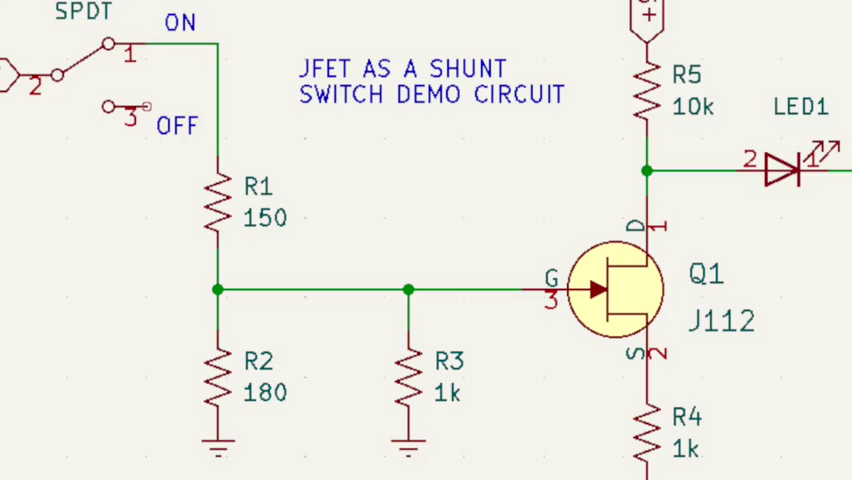 SPDT
ON
1
2
3
OFF
JFET AS A SHUNT
SWITCH DEMO CIRCUIT
+
R5
10k
LED1
2
1
R1
150
D
1
G
3
Q1
J112
S
2
R2
180
R3
1k
R4
1k